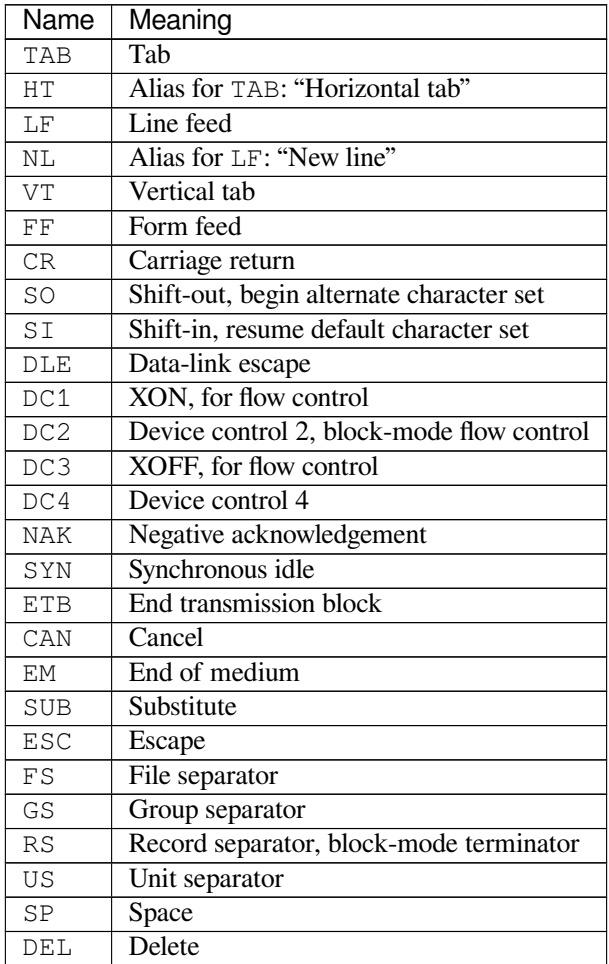 Name Meaning
TAB Tab
HT Alias for TAB: “Horizontal tab”
LF Line feed
NL Alias for LF: “New line”
VT Vertical tab
FF Form feed
CR Carriage return
SO Shift-out, begin alternate character set
SI Shift-in, resume default character set
DLE Data-link escape
DC1 XON, for flow control
DC2 Device control 2, block-mode flow control
DC3 XOFF, for flow control
DC4 Device control 4
NAK Negative acknowledgement
SYN Synchronous idle
ETB End transmission block
CAN Cancel
EM End of medium
SUB Substitute
ESC Escape
FS File separator
GS Group separator
RS Record separator, block-mode terminator
US Unit separator
SP Space
DEL Delete